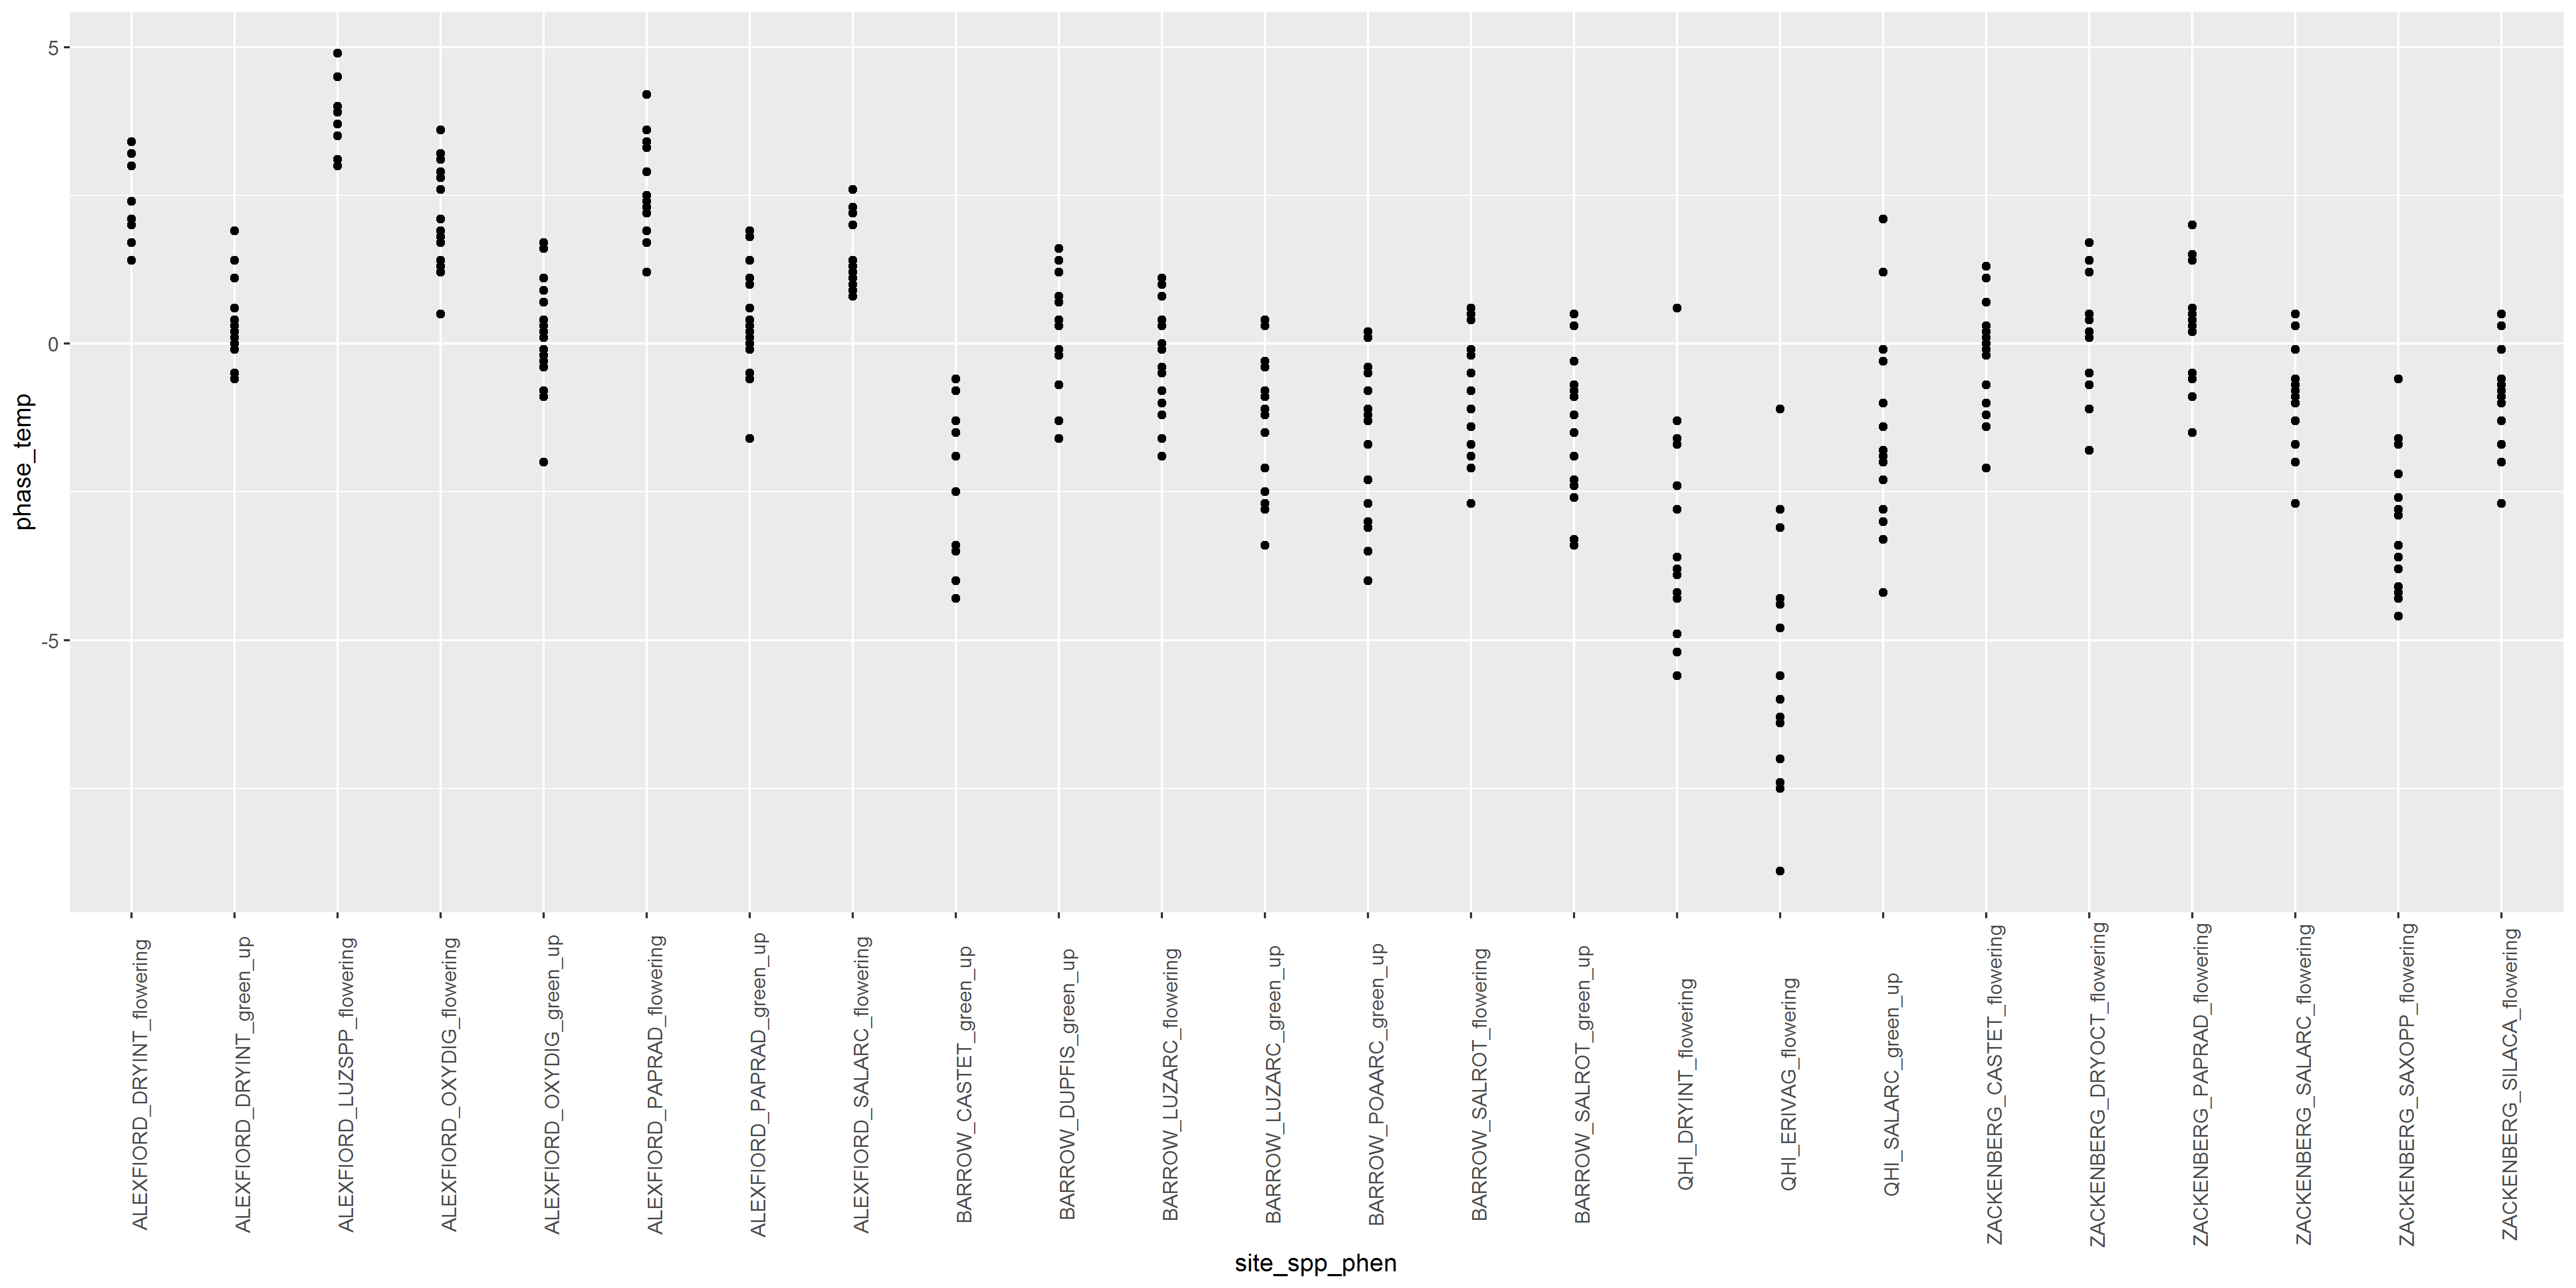 phase_temp
5
0
-5
ALEXFIORD_DRYINT_flowering
ALEXFIORD_DRYINT_green_up
ALEXFIORD_LUZSPP_flowering
ALEXFIORD_OXYDIG_flowering
ALEXFIORD_OXYDIG_green_up
ALEXFIORD_PAPRAD_flowering
ALEXFIORD_PAPRAD_green_up
ALEXFIORD_SALARC_flowering
BARROW_CASTET_green_up
BARROW_DUPFIS_green_up
BARROW_LUZARC_flowering
BARROW_LUZARC_green_up
BARROW_POAARC_green_up
BARROW_SALROT_flowering
BARROW_SALROT_green_up
QHI_DRYINT_flowering
QHI_ERIVAG_flowering
QHI_SALARC_green_up
ZACKENBERG_CASTET_flowering
ZACKENBERG_DRYOCT_flowering
ZACKENBERG_PAPRAD_flowering
ZACKENBERG_SALARC_flowering
ZACKENBERG_SAXOPP_flowering
ZACKENBERG_SILACA_flowering
site_spp_phen